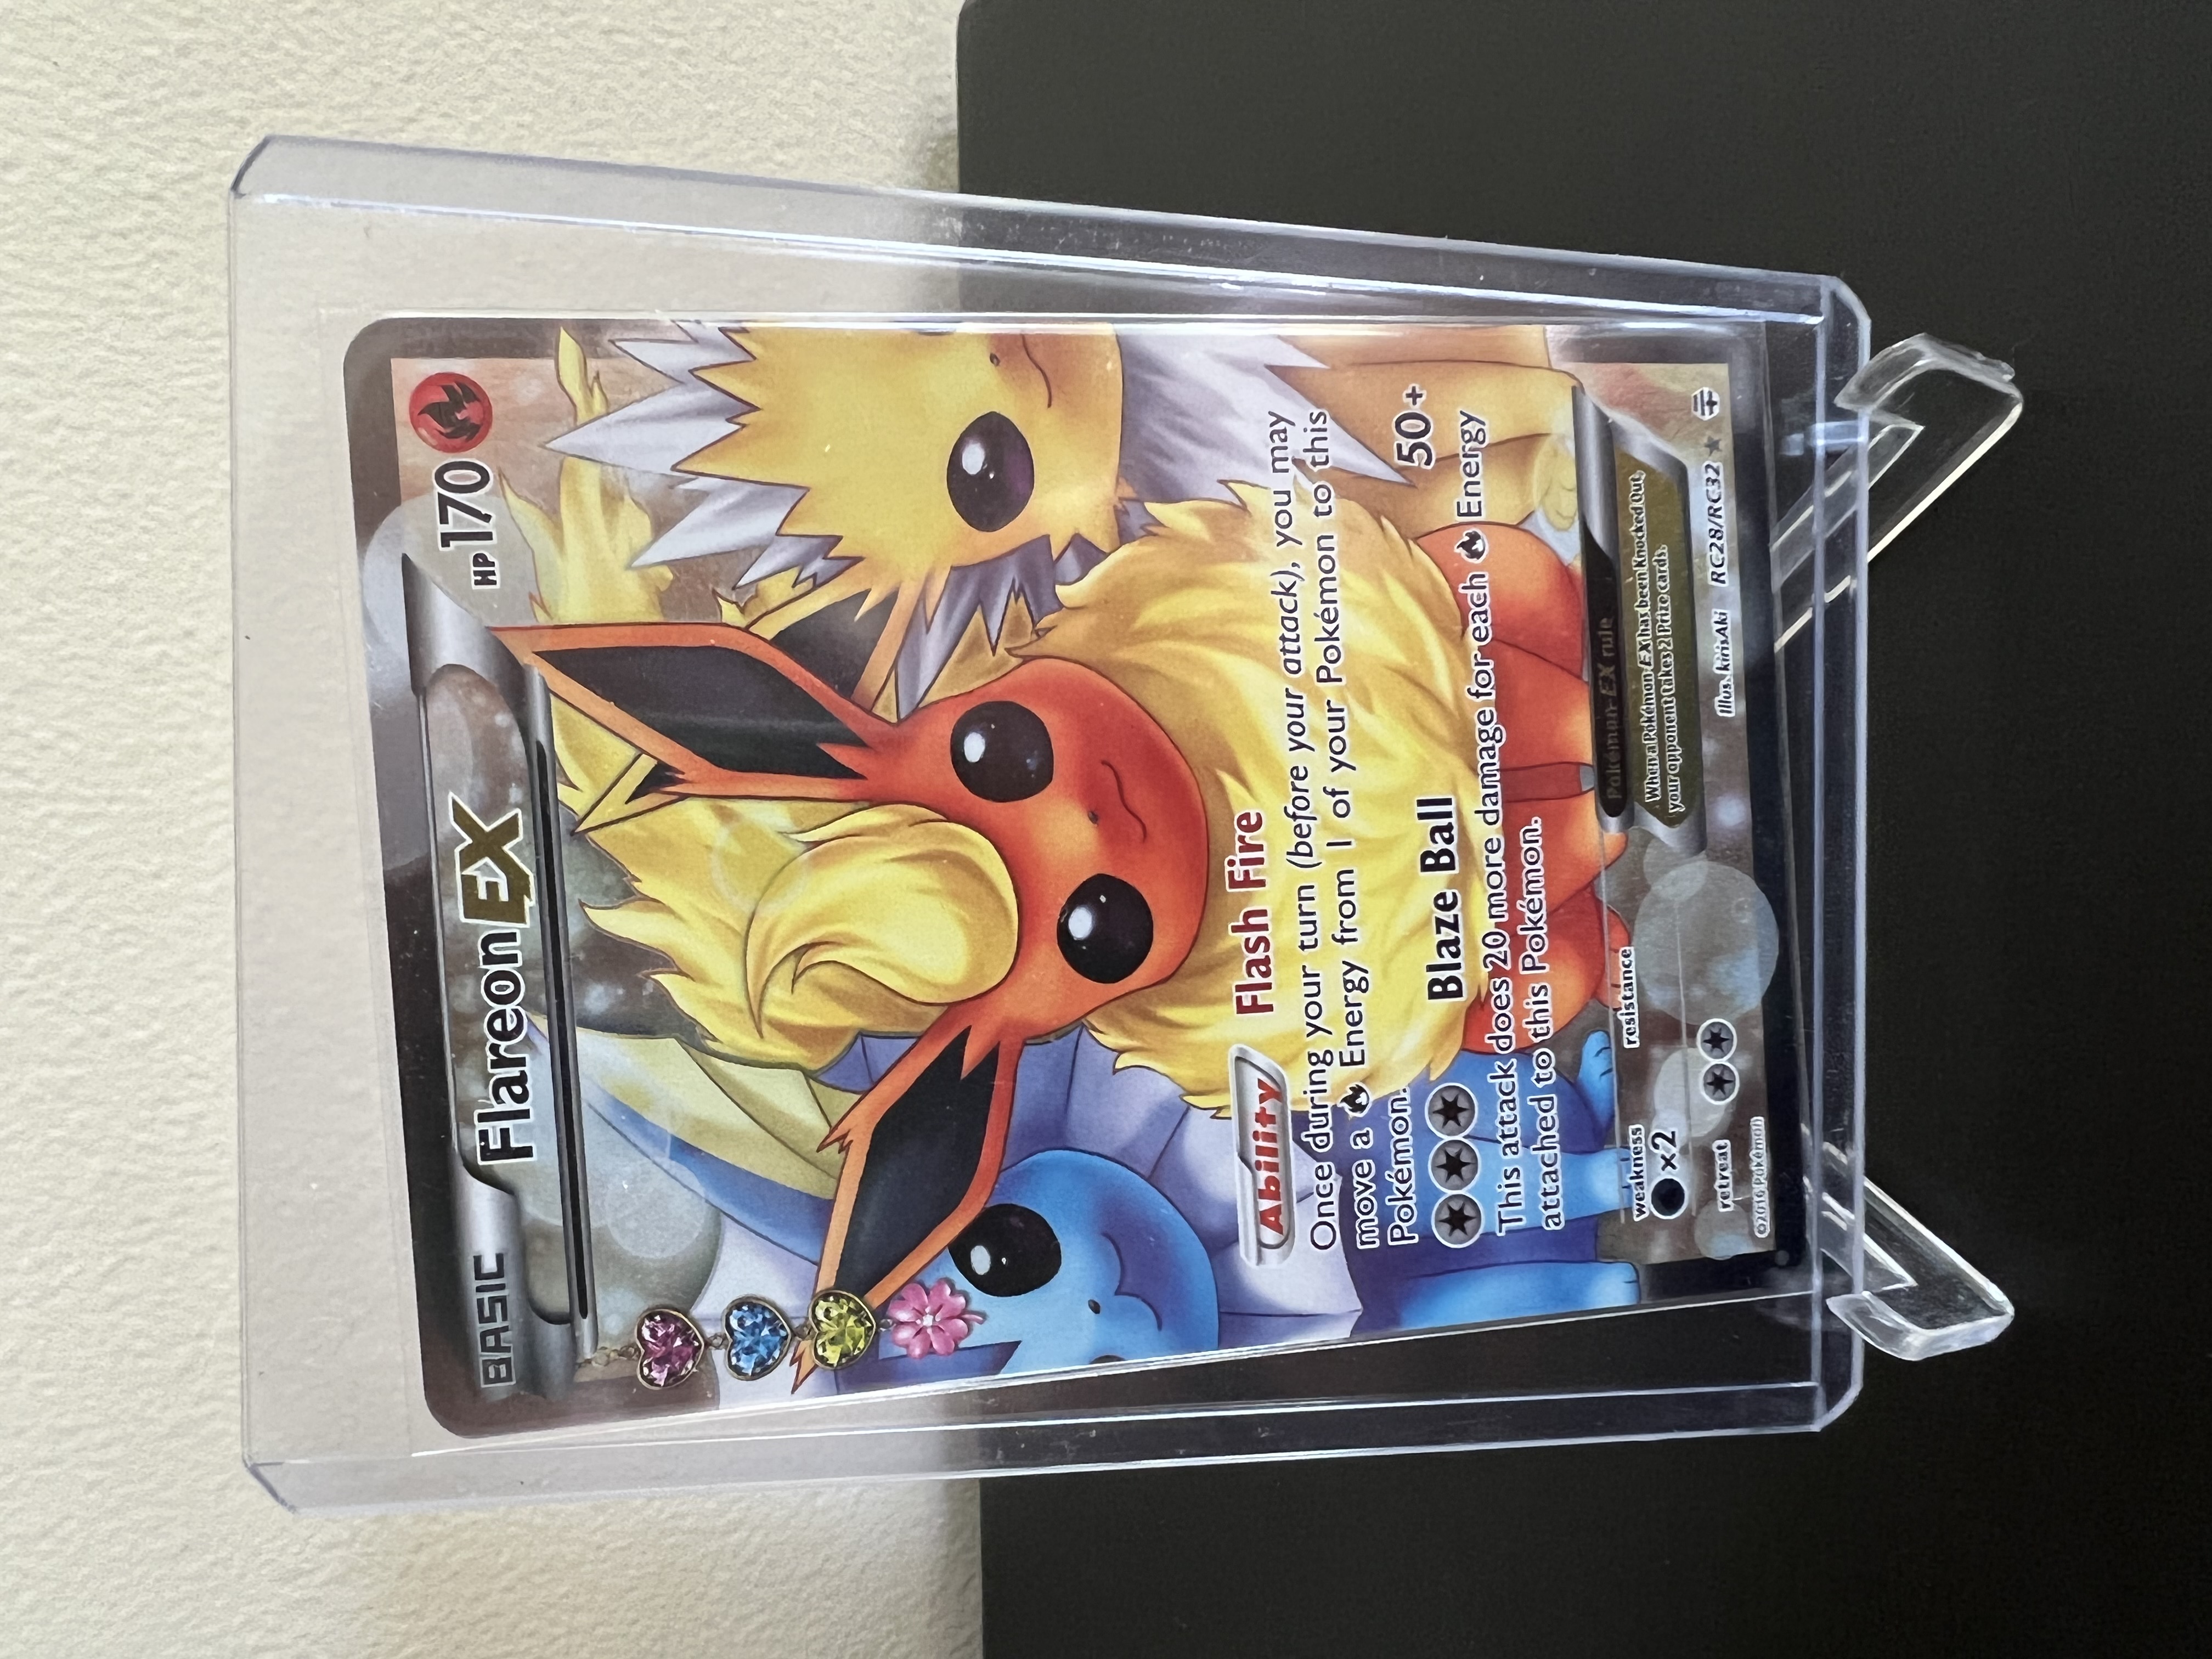 BASIC
Flareon EX
HP 170
Ability Flash Fire
Once during your turn (before your attack), you may
move a Energy from 1 of your Pokémon to this
Pokémon.
Blaze Ball 50+
This attack does 20 more damage for each Energy
attached to this Pokémon.
weakness
×2
resistance
retreat
Pokémon-EX rule
When a Pokémon-EX has been Knocked Out,
your opponent takes 2 Prize cards.
Illus. kirisAki RC28/RC32
©2016 Pokémon